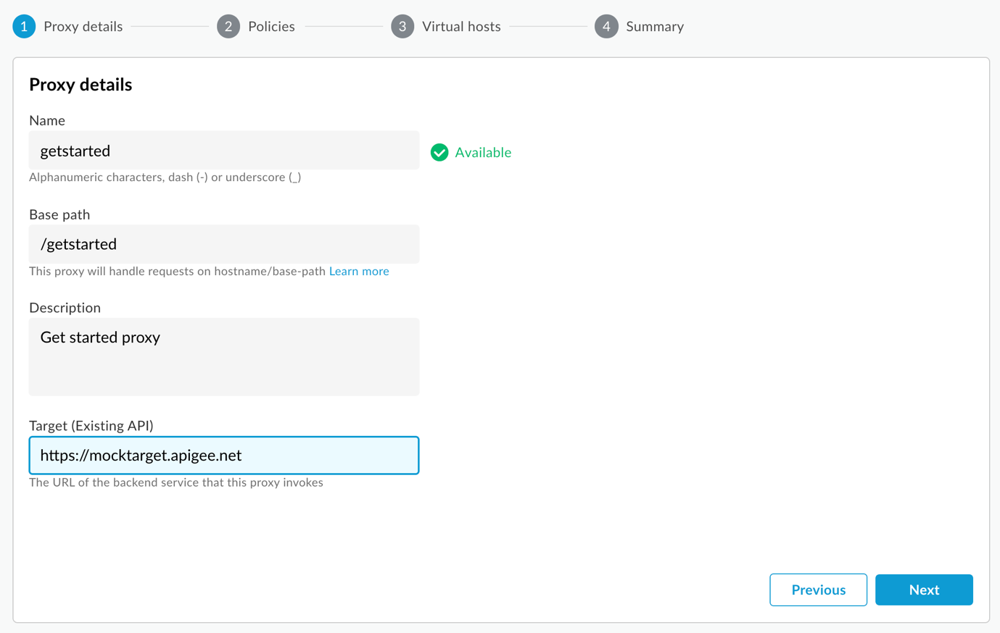 1 Proxy details 2 Policies 3 Virtual hosts 4 Summary
Proxy details
Name
getstarted
Available
Alphanumeric characters, dash (-) or underscore (_)
Base path
/getstarted
This proxy will handle requests on hostname/base-path Learn more
Description
Get started proxy
Target (Existing API)
https://mocktarget.apigee.net
The URL of the backend service that this proxy invokes
Previous Next